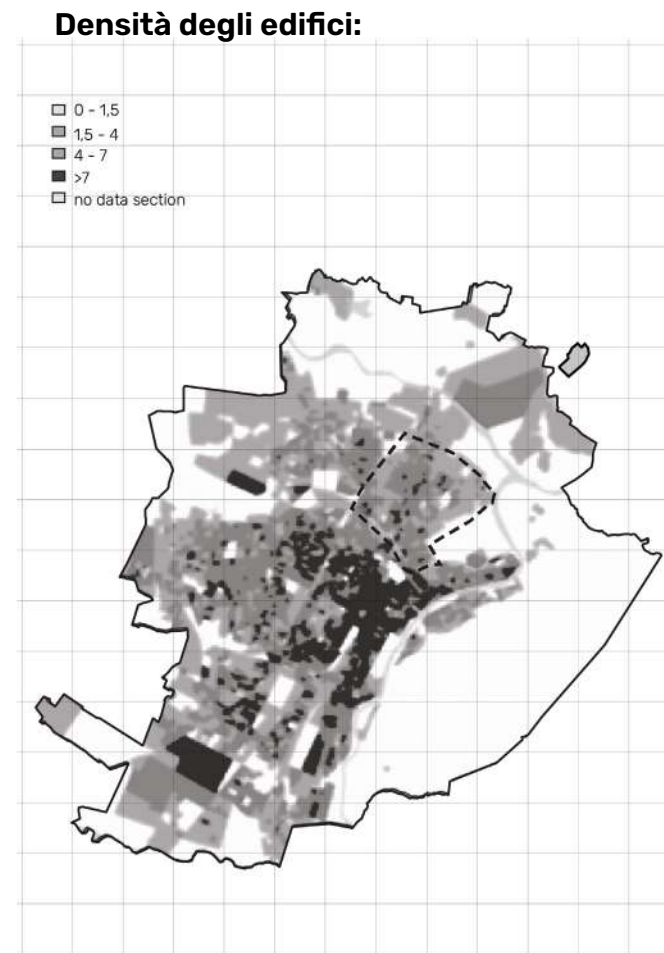 Densità degli edifici:
0 - 1,5
1,5 - 4
4 - 7
>7
no data section